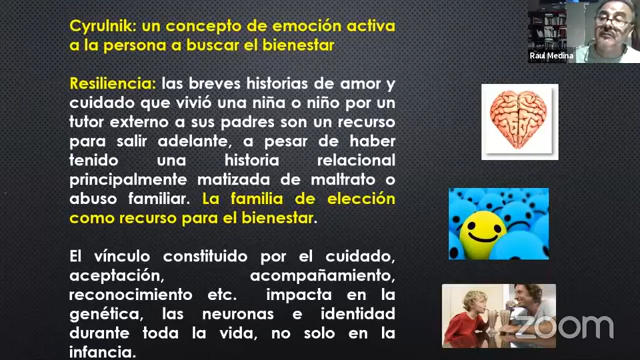 Cyrulnik: un concepto de emoción activa
a la persona a buscar el bienestar
Resiliencia: las breves historias de amor y
cuidado que vivió una niña o niño por un
tutor externo a sus padres son un recurso
para salir adelante, a pesar de haber
tenido una historia relacional
principalmente matizada de maltrato o
abuso familiar. La familia de elección
como recurso para el bienestar.
El vínculo constituido por el cuidado,
aceptación, acompañamiento,
reconocimiento etc. impacta en la
genética, las neuronas e identidad
durante toda la vida, no solo en la
infancia.
Raul Medina
zoom